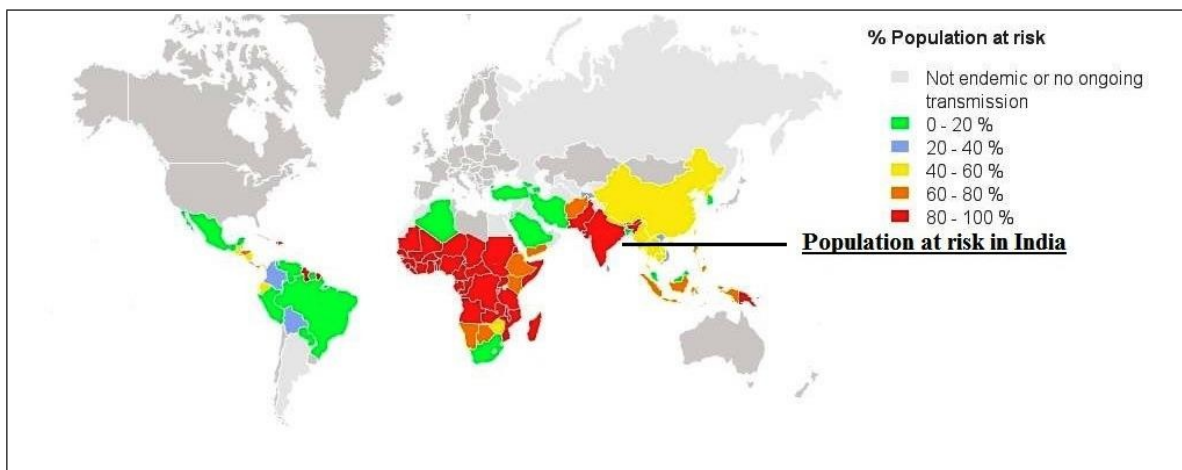 % Population at risk
Not endemic or no ongoing
transmission
0 - 20 %
20 - 40 %
40 - 60 %
60 - 80 %
80 - 100 %
Population at risk in India